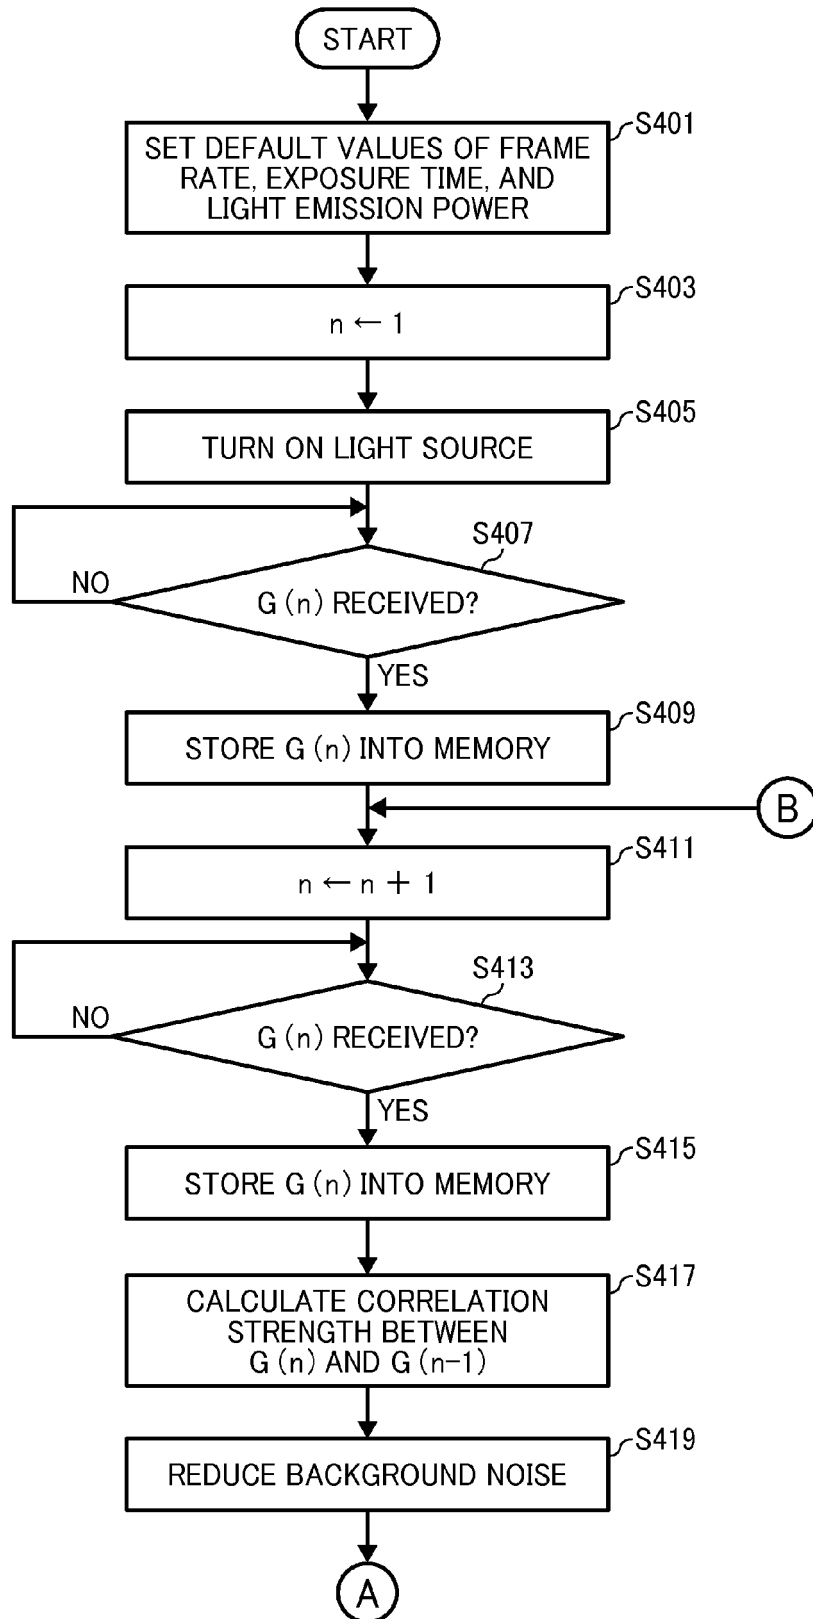 START
S401
SET DEFAULT VALUES OF FRAME
RATE, EXPOSURE TIME, AND
LIGHT EMISSION POWER
S403
n ← 1
S405
TURN ON LIGHT SOURCE
S407
NO
G (n) RECEIVED?
YES
S409
STORE G (n) INTO MEMORY
B
S411
n ← n + 1
S413
NO
G (n) RECEIVED?
YES
S415
STORE G (n) INTO MEMORY
S417
CALCULATE CORRELATION
STRENGTH BETWEEN
G (n) AND G (n-1)
S419
REDUCE BACKGROUND NOISE
A